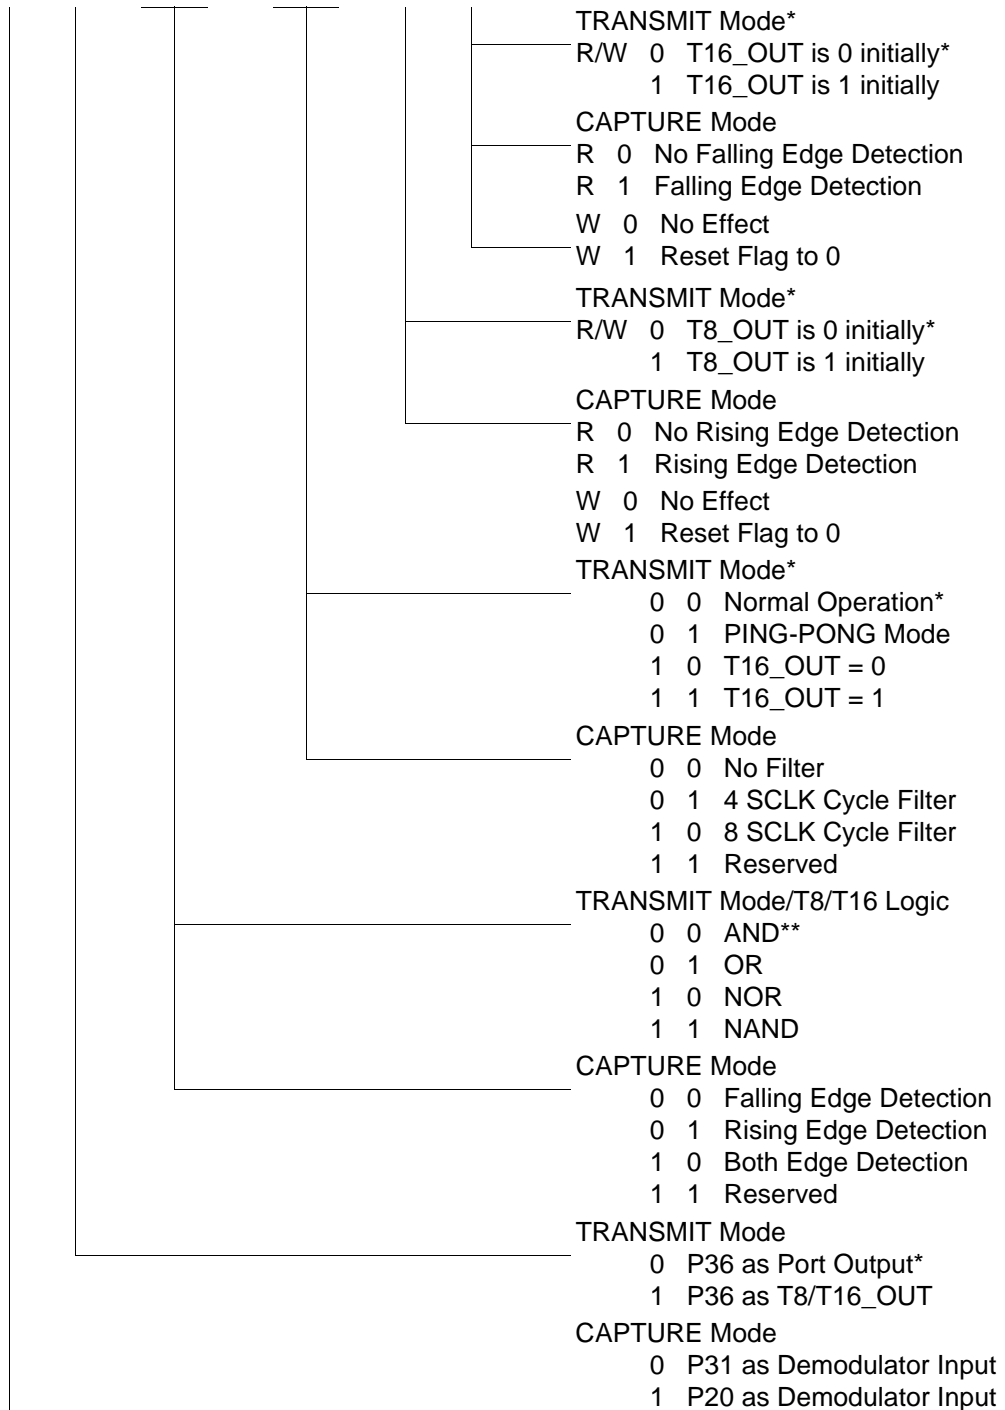 TRANSMIT Mode*
R/W 0 T16_OUT is 0 initially*
1 T16_OUT is 1 initially
CAPTURE Mode
R 0 No Falling Edge Detection
R 1 Falling Edge Detection
W 0 No Effect
W 1 Reset Flag to 0
TRANSMIT Mode*
R/W 0 T8_OUT is 0 initially*
1 T8_OUT is 1 initially
CAPTURE Mode
R 0 No Rising Edge Detection
R 1 Rising Edge Detection
W 0 No Effect
W 1 Reset Flag to 0
TRANSMIT Mode*
0 0 Normal Operation*
0 1 PING-PONG Mode
1 0 T16_OUT = 0
1 1 T16_OUT = 1
CAPTURE Mode
0 0 No Filter
0 1 4 SCLK Cycle Filter
1 0 8 SCLK Cycle Filter
1 1 Reserved
TRANSMIT Mode/T8/T16 Logic
0 0 AND**
0 1 OR
1 0 NOR
1 1 NAND
CAPTURE Mode
0 0 Falling Edge Detection
0 1 Rising Edge Detection
1 0 Both Edge Detection
1 1 Reserved
TRANSMIT Mode
0 P36 as Port Output*
1 P36 as T8/T16_OUT
CAPTURE Mode
0 P31 as Demodulator Input
1 P20 as Demodulator Input